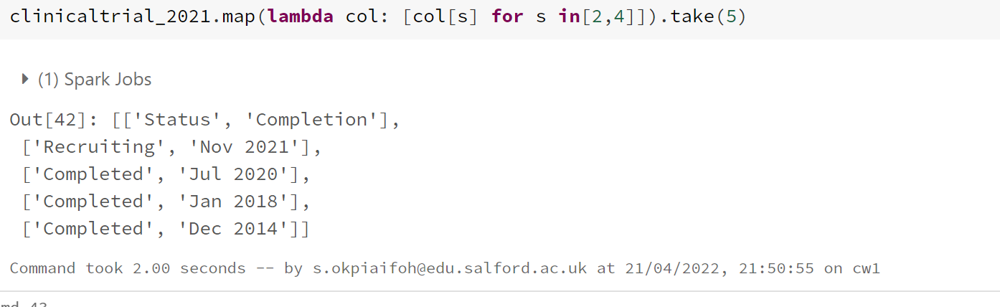 clinicaltrial_2021.map(lambda col: [col[s] for s in[2,4]]).take(5)
(1) Spark Jobs
Out[42]: [['Status', 'Completion'],
['Recruiting', 'Nov 2021'],
['Completed', 'Jul 2020'],
['Completed', 'Jan 2018'],
['Completed', 'Dec 2014']]
Command took 2.00 seconds -- by s.okpiaifoh@edu.salford.ac.uk at 21/04/2022, 21:50:55 on cw1